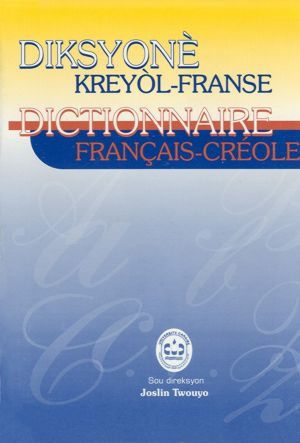 DIKSYONÈ
KREYÒL-FRANSE
DICTIONNAIRE
FRANÇAIS-CRÉOLE
Sou direksyon
Joslin Twouyo